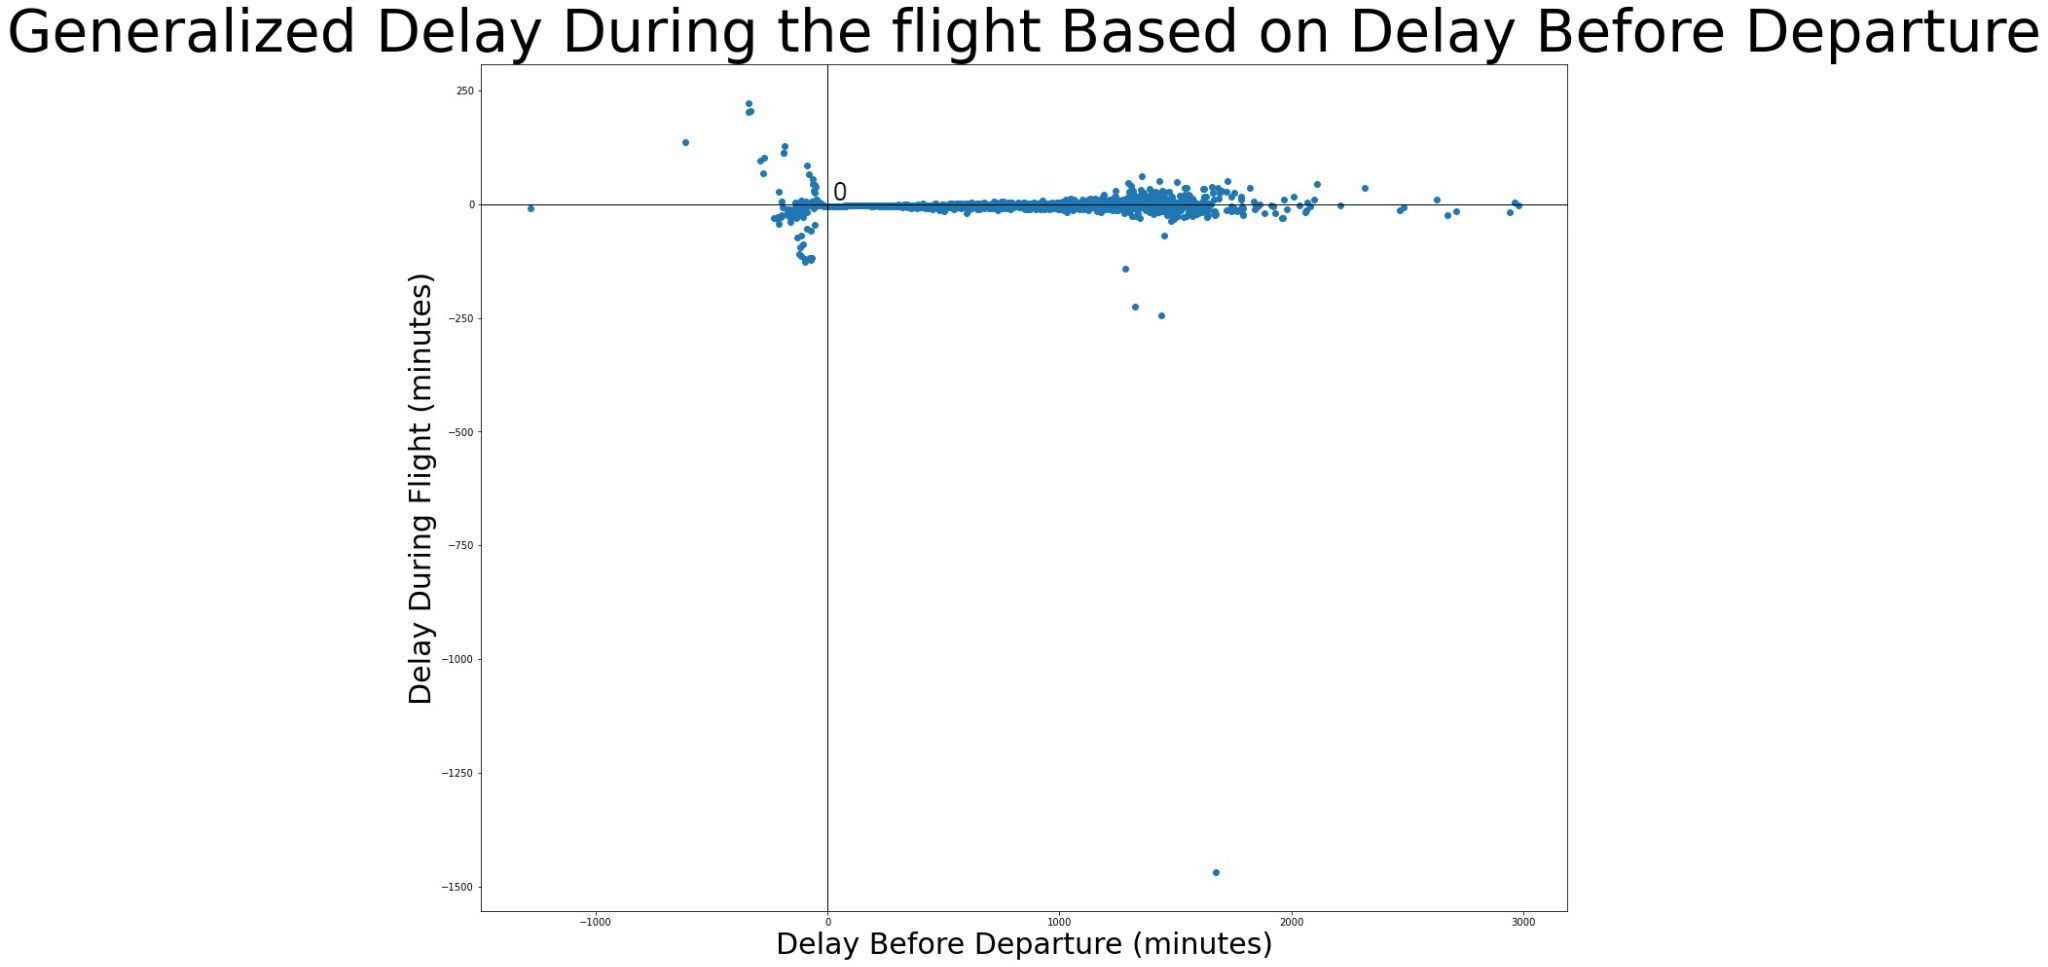 Generalized Delay During the flight Based on Delay Before Departure
250
0
0
−250
−500
−750
−1000
−1250
−1500
Delay During Flight (minutes)
−1000 0 1000 2000 3000
Delay Before Departure (minutes)